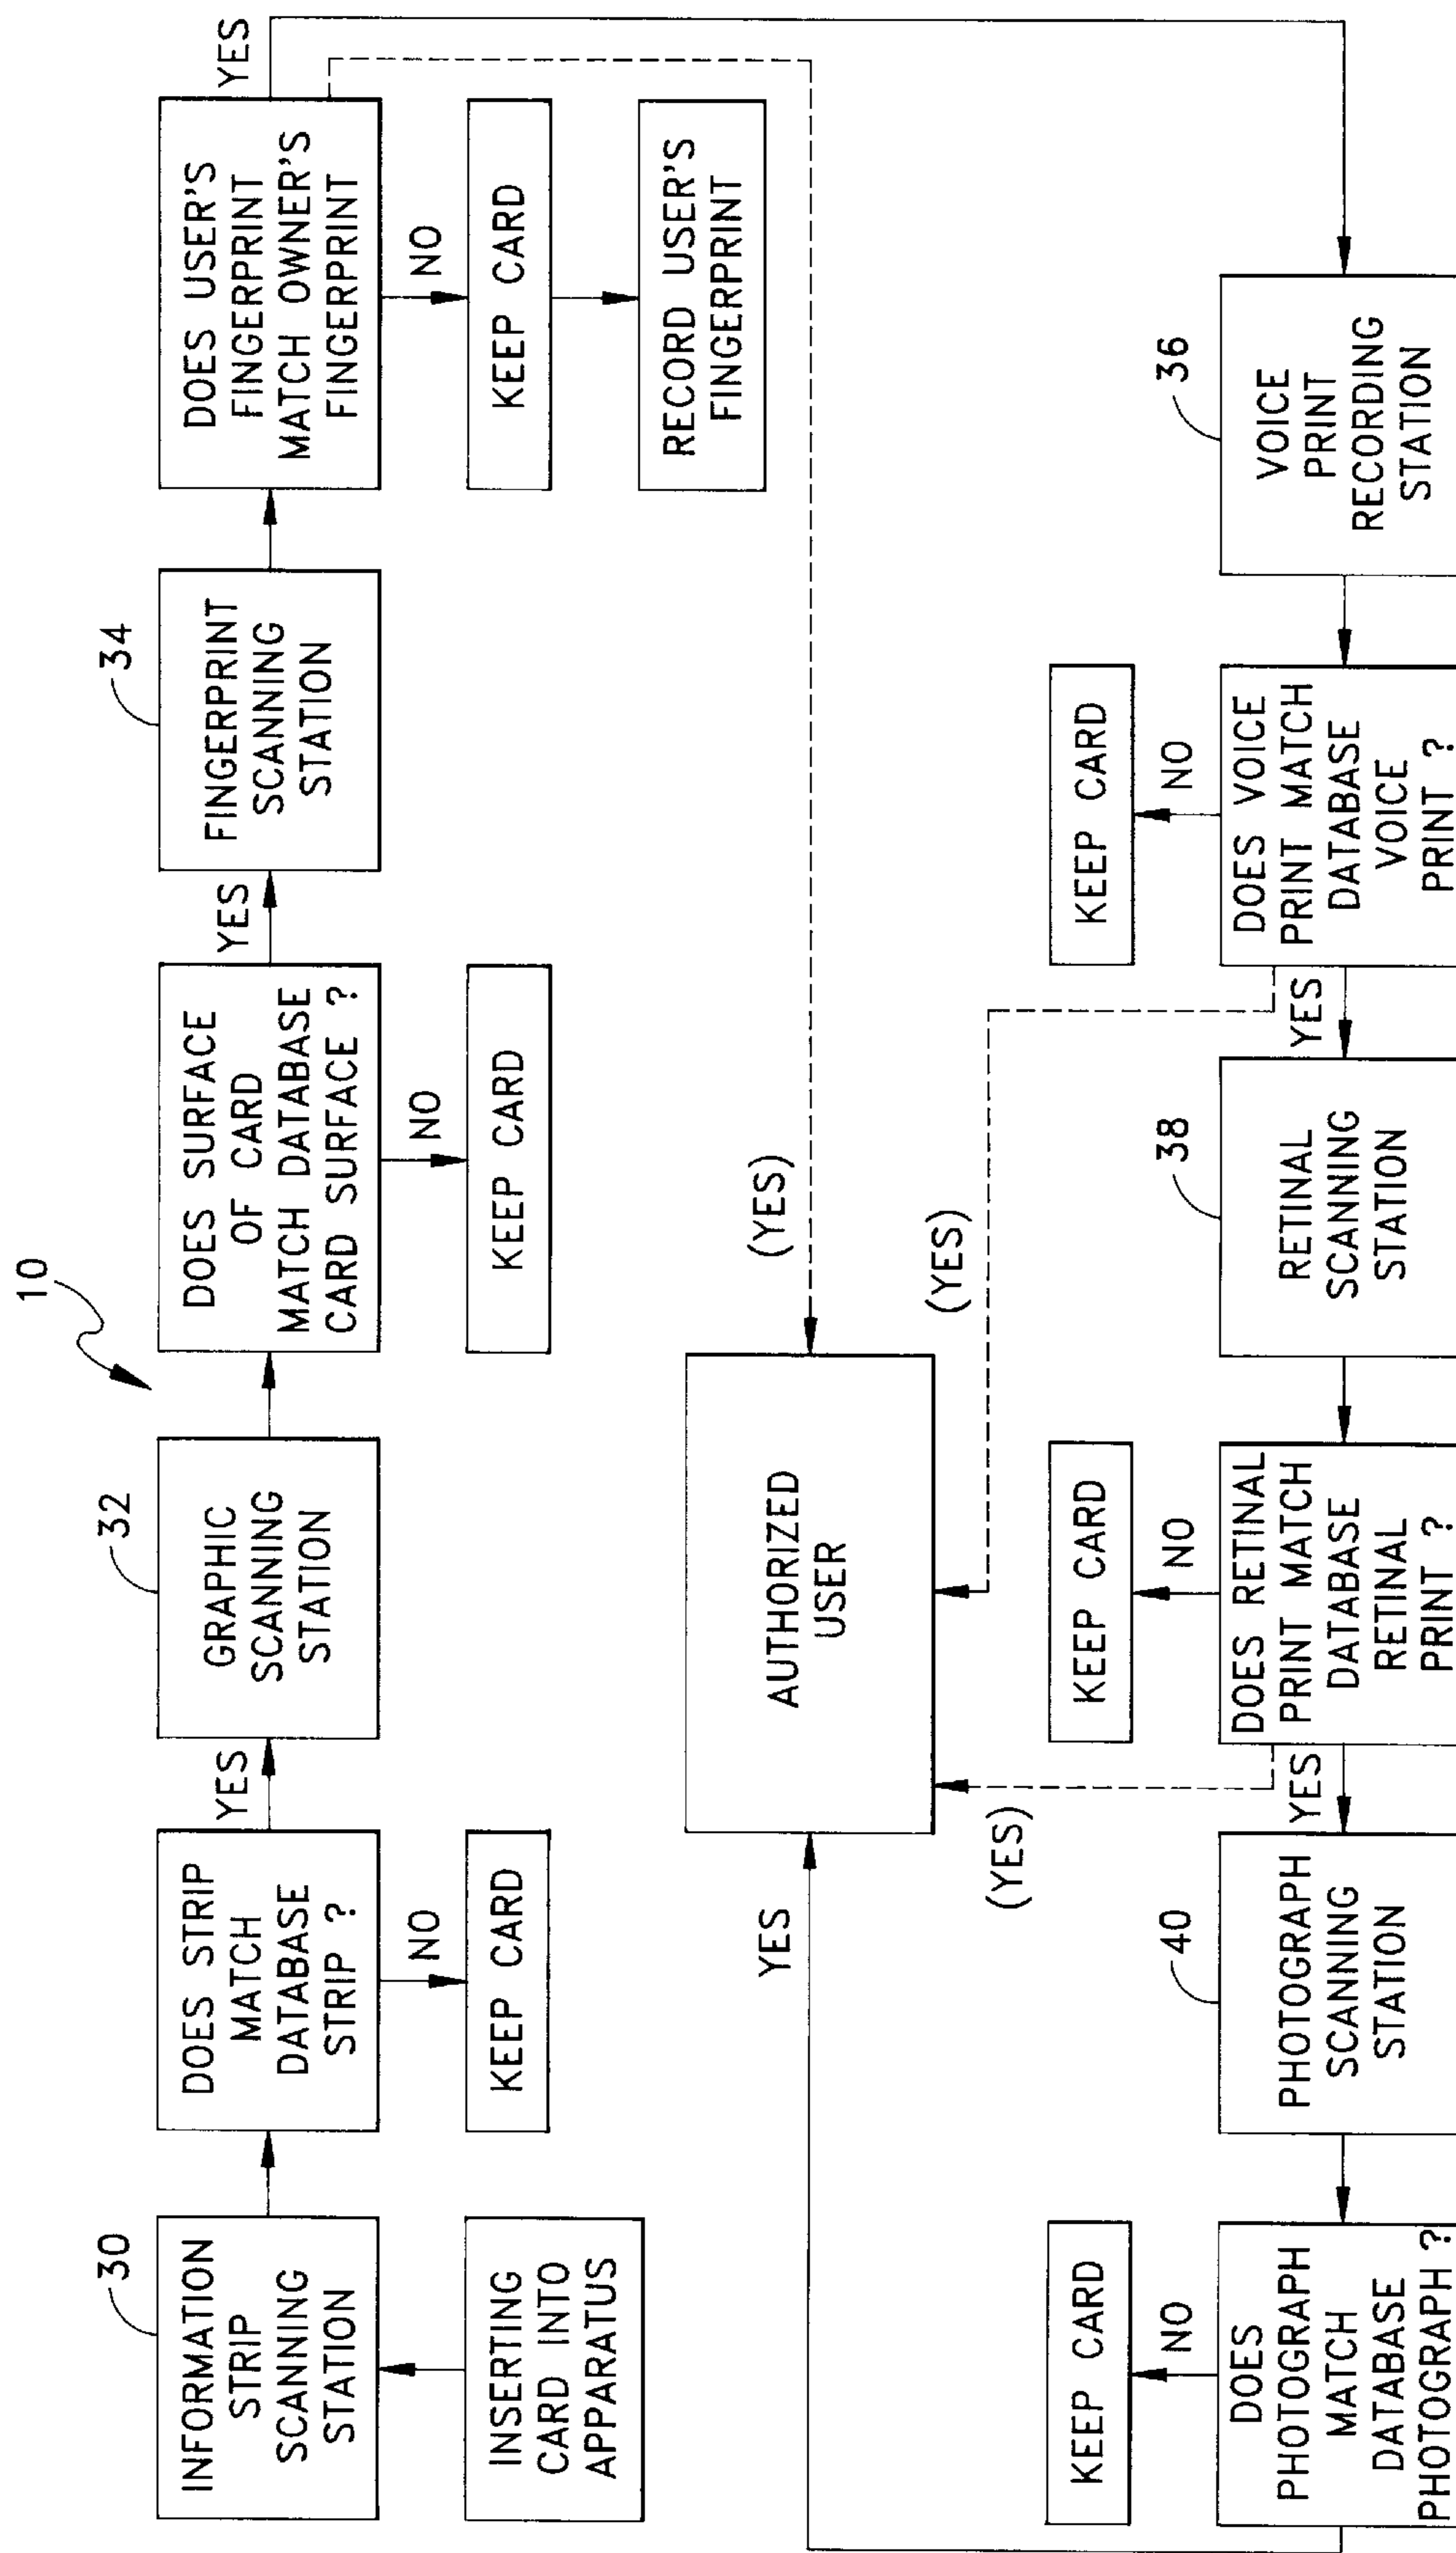 10
30
INFORMATION
STRIP
SCANNING
STATION
INSERTING
CARD INTO
APPARATUS
DOES STRIP
MATCH
DATABASE
STRIP ?
NO
KEEP CARD
YES
32
GRAPHIC
SCANNING
STATION
DOES SURFACE
OF CARD
MATCH DATABASE
CARD SURFACE ?
NO
KEEP CARD
YES
34
FINGERPRINT
SCANNING
STATION
DOES USER'S
FINGERPRINT
MATCH OWNER'S
FINGERPRINT
NO
KEEP CARD
RECORD USER'S
FINGERPRINT
YES
(YES)
AUTHORIZED
USER
YES
(YES)
(YES)
36
VOICE
PRINT
RECORDING
STATION
KEEP CARD
NO
DOES VOICE
PRINT MATCH
DATABASE
VOICE
PRINT ?
YES
38
RETINAL
SCANNING
STATION
KEEP CARD
NO
DOES RETINAL
PRINT MATCH
DATABASE
RETINAL
PRINT ?
YES
40
PHOTOGRAPH
SCANNING
STATION
KEEP CARD
NO
DOES
PHOTOGRAPH
MATCH
DATABASE
PHOTOGRAPH ?